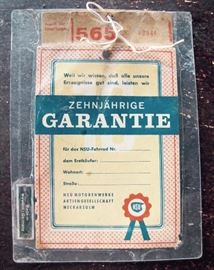 565
Weil wir wissen, daß alle unsere
Erzeugnisse gut sind, leisten wir
ZEHNJÄHRIGE
GARANTIE
für das NSU-Fahrrad Nr.
dem Erstkäufer:
Wohnort:
Straße:
NSU MOTORENWERKE
AKTIENGESELLSCHAFT
NECKARSULM
NSU